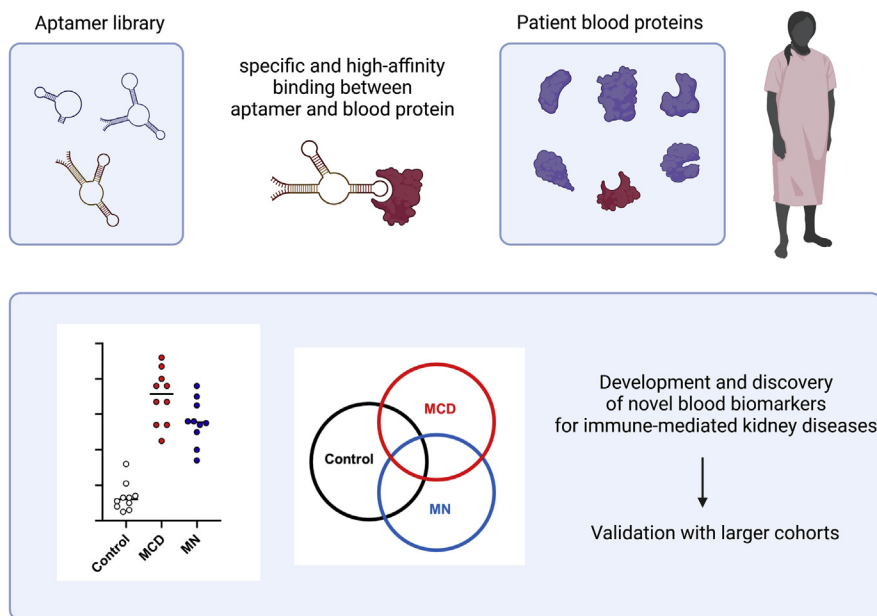 Aptamer library
specific and high-affinity
binding between
aptamer and blood protein
Patient blood proteins
Control
MCD
MN
MCD
Control
MN
Development and discovery
of novel blood biomarkers
for immune-mediated kidney diseases
Validation with larger cohorts